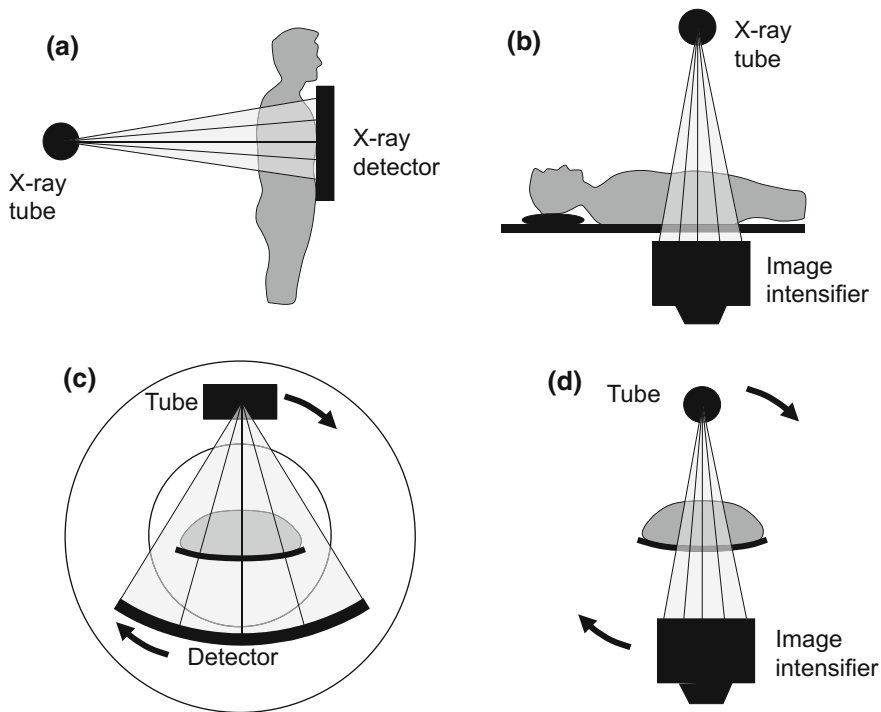 (a)
X-ray
tube
X-ray
detector
(b)
X-ray
tube
Image
intensifier
(c)
Tube
Detector
(d)
Tube
Image
intensifier